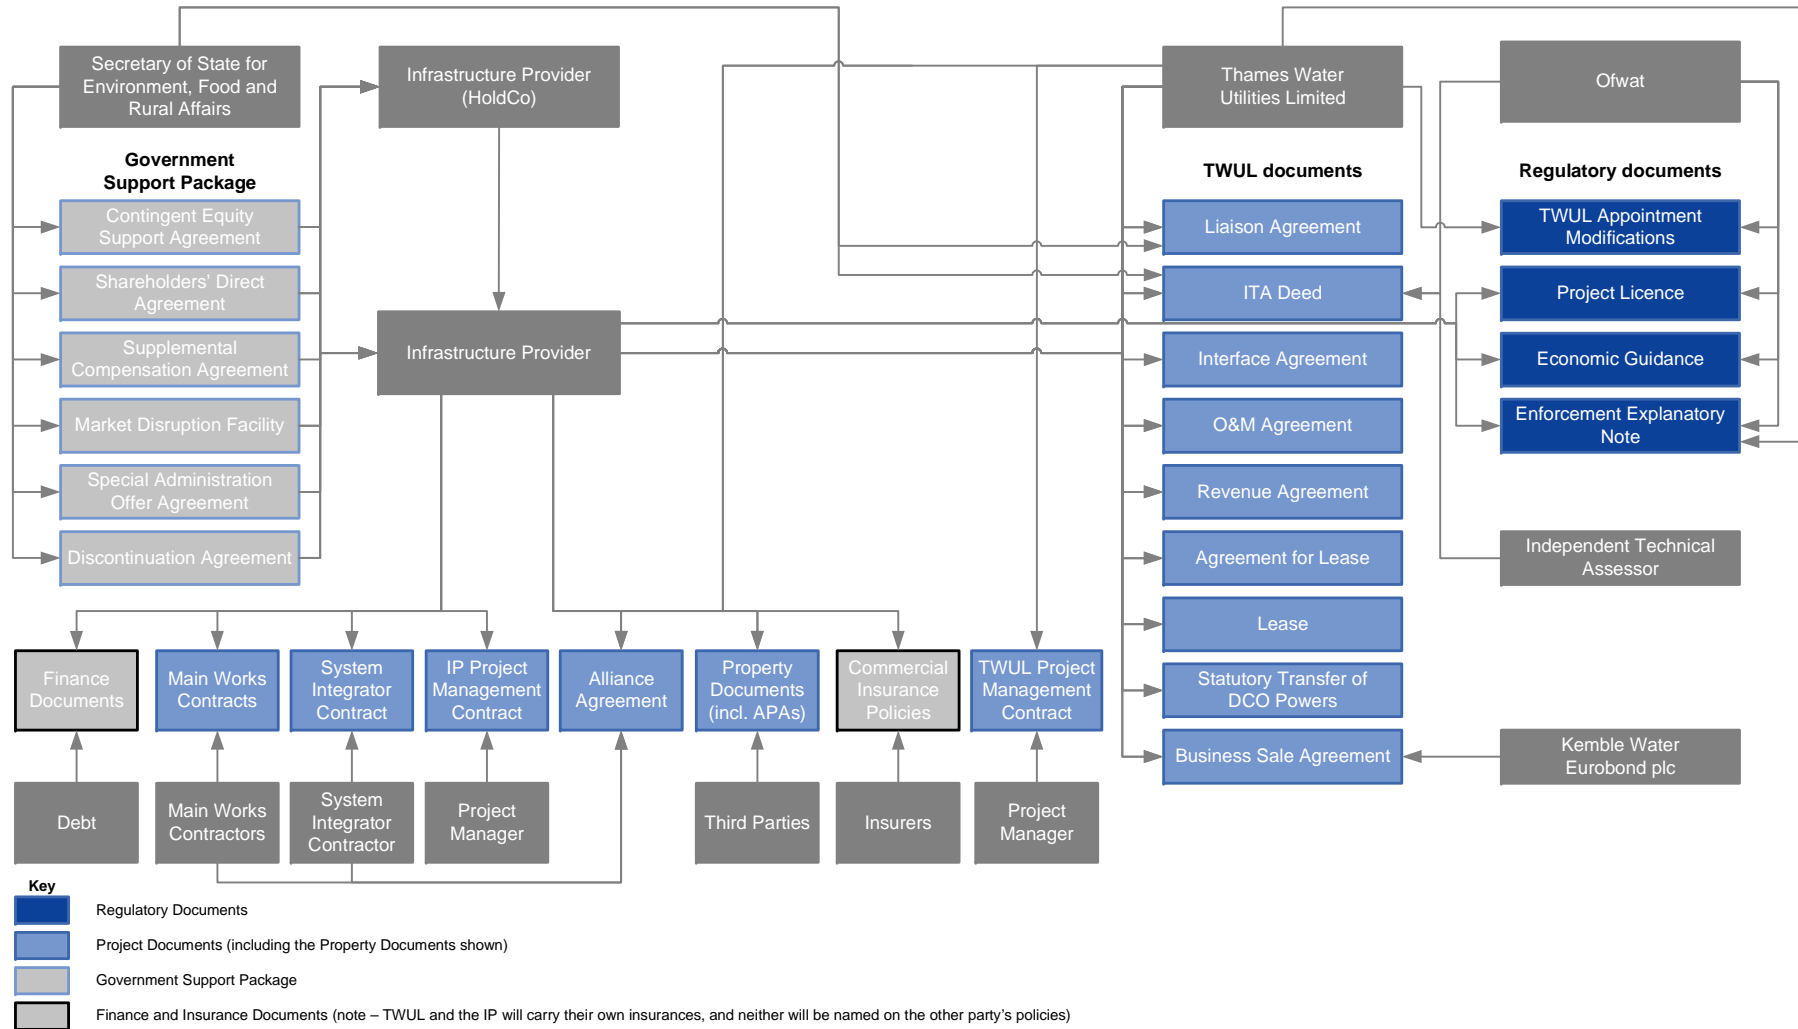 Secretary of State for
Environment, Food and
Rural Affairs
Infrastructure Provider
(HoldCo)
Thames Water
Utilities Limited
Ofwat
Government
Support Package
TWUL documents
Regulatory documents
Contingent Equity
Support Agreement
Shareholders' Direct
Agreement
Supplemental
Compensation Agreement
Market Disruption Facility
Special Administration
Offer Agreement
Discontinuation Agreement
Infrastructure Provider
Liaison Agreement
ITA Deed
Interface Agreement
O&M Agreement
Revenue Agreement
Agreement for Lease
Lease
Statutory Transfer of
DCO Powers
Business Sale Agreement
TWUL Appointment
Modifications
Project Licence
Economic Guidance
Enforcement Explanatory
Note
Independent Technical
Assessor
Kemble Water
Eurobond plc
Finance
Documents
Main Works
Contracts
System
Integrator
Contract
IP Project
Management
Contract
Alliance
Agreement
Property
Documents
(incl. APAs)
Commercial
Insurance
Policies
TWUL Project
Management
Contract
Debt
Main Works
Contractors
System
Integrator
Contractor
Project
Manager
Third Parties
Insurers
Project
Manager
Key
Regulatory Documents
Project Documents (including the Property Documents shown)
Government Support Package
Finance and Insurance Documents (note – TWUL and the IP will carry their own insurances, and neither will be named on the other party's policies)